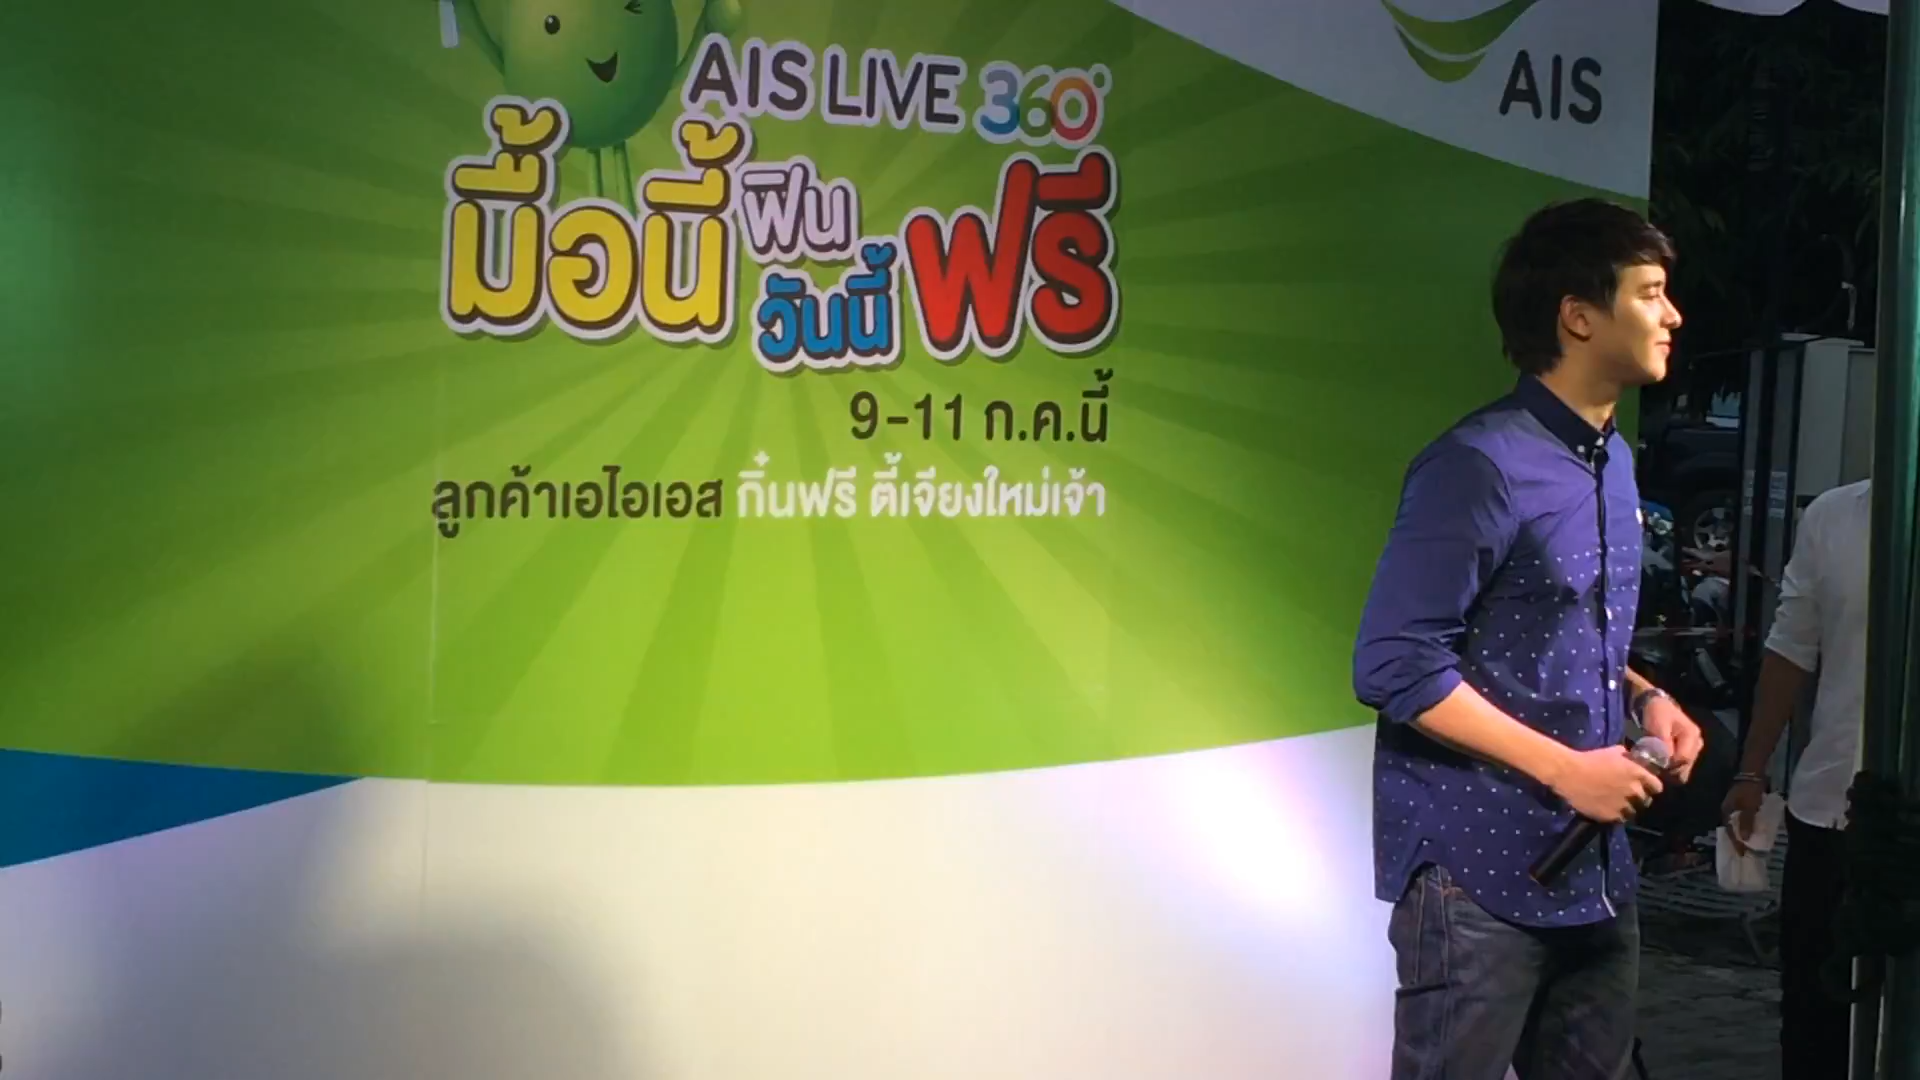 AIS LIVE 360°
AIS
มื้อนี้ ฟิน
วันนี้ ฟรี
9-11 ก.ค.นี้
ลูกค้าเอไอเอส กิ๋นฟรี ตี้เจียงใหม่เจ้า